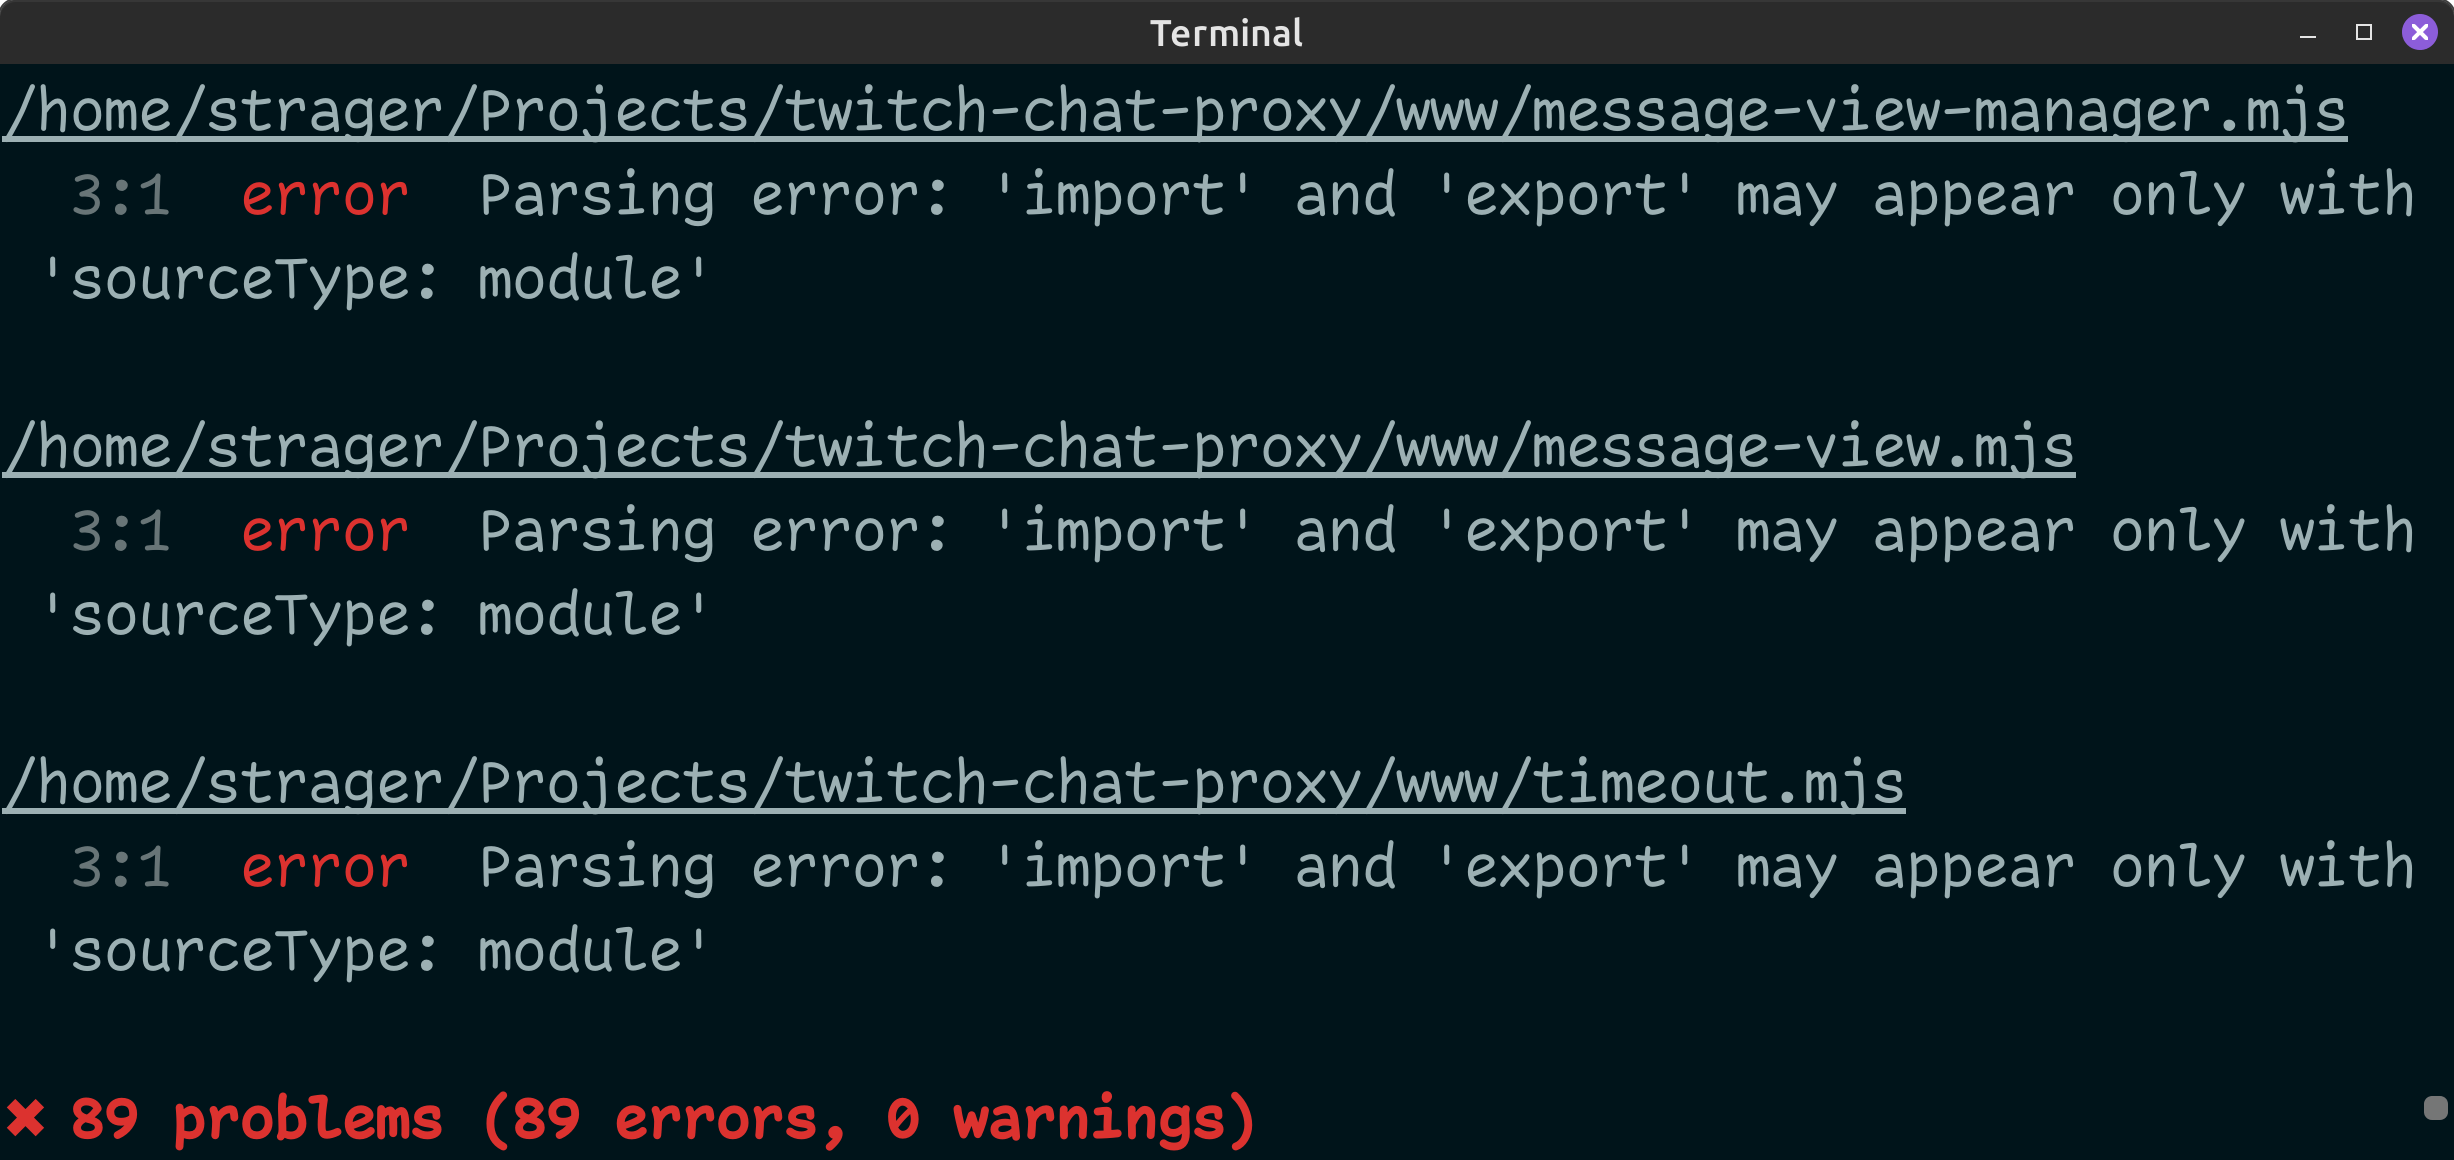 Terminal
/home/strager/Projects/twitch-chat-proxy/www/message-view-manager.mjs
3:1  error  Parsing error: 'import' and 'export' may appear only with
'sourceType: module'
/home/strager/Projects/twitch-chat-proxy/www/message-view.mjs
3:1  error  Parsing error: 'import' and 'export' may appear only with
'sourceType: module'
/home/strager/Projects/twitch-chat-proxy/www/timeout.mjs
3:1  error  Parsing error: 'import' and 'export' may appear only with
'sourceType: module'
✖ 89 problems (89 errors, 0 warnings)